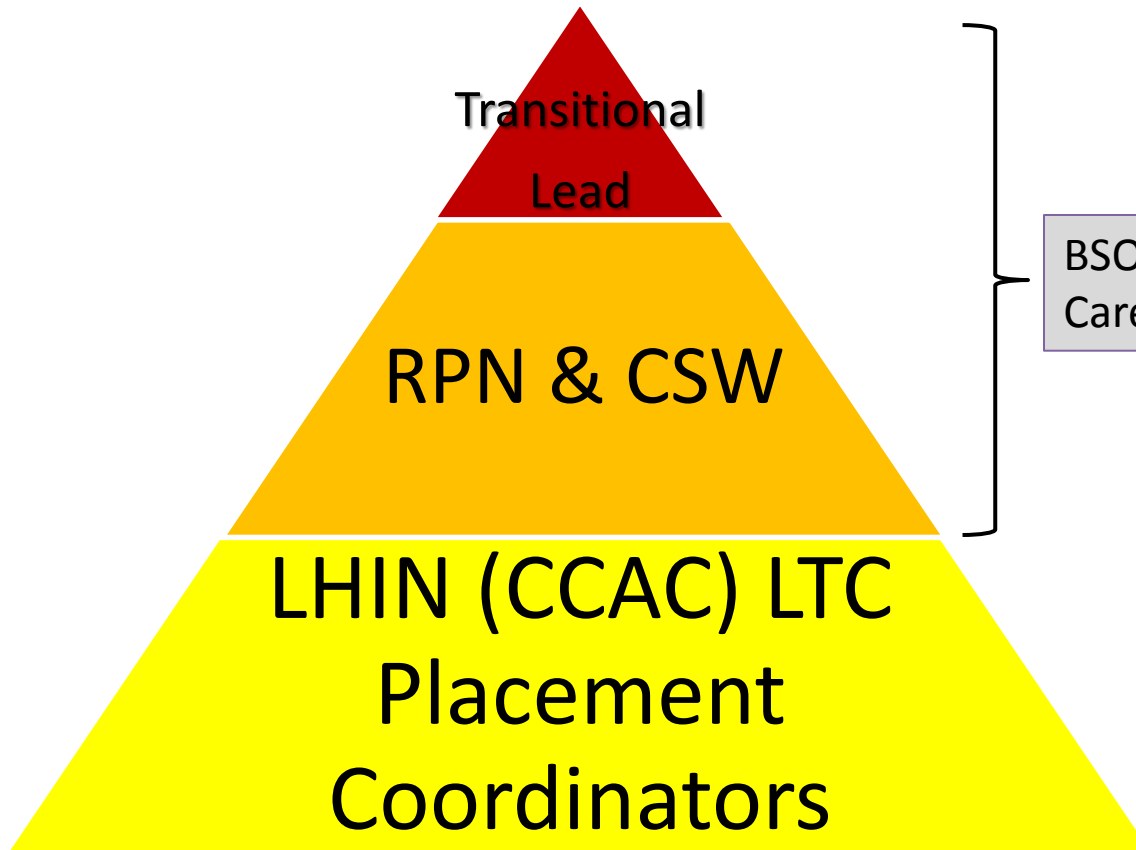 Transitional
Lead
RPN & CSW
LHIN (CCAC) LTC
Placement
Coordinators